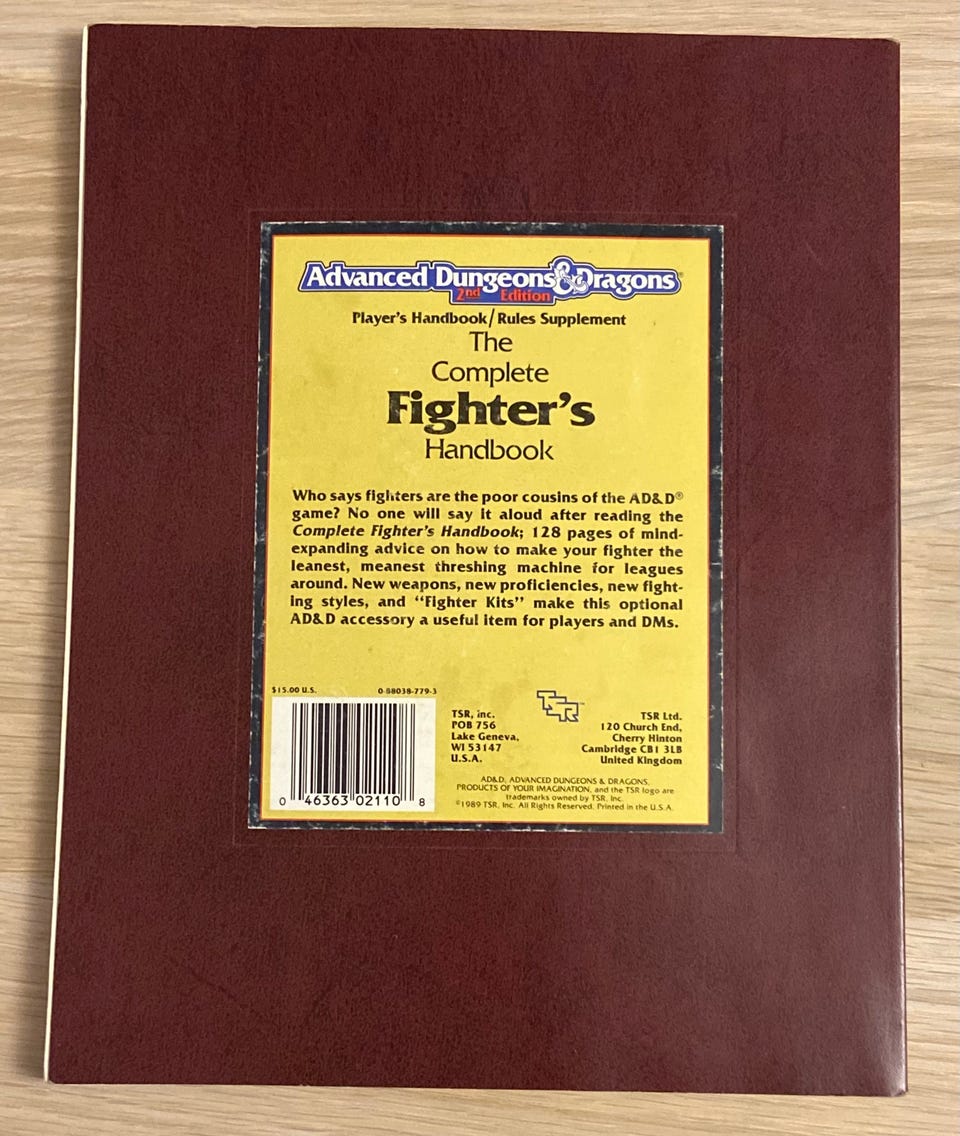 Advanced Dungeons & Dragons®
2nd Edition
Player's Handbook/Rules Supplement
The
Complete
Fighter's
Handbook
Who says fighters are the poor cousins of the AD&D®
game? No one will say it aloud after reading the
Complete Fighter's Handbook; 128 pages of mind-
expanding advice on how to make your fighter the
leanest, meanest threshing machine for leagues
around. New weapons, new proficiencies, new fight-
ing styles, and “Fighter Kits” make this optional
AD&D accessory a useful item for players and DMs.
$15.00 U.S. 0-88038-779-3
0 46363 02110 8
TSR, inc.
POB 756
Lake Geneva,
WI 53147
U.S.A.
TSR™
TSR Ltd.
120 Church End,
Cherry Hinton
Cambridge CB1 3LB
United Kingdom
AD&D, ADVANCED DUNGEONS & DRAGONS,
PRODUCTS OF YOUR IMAGINATION, and the TSR logo are
trademarks owned by TSR, Inc.
©1989 TSR, Inc. All Rights Reserved. Printed in the U.S.A.